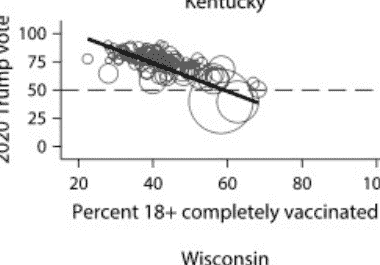 Kentucky
2020 Trump vote
100
75
50
25
0
20 40 60 80
Percent 18+ completely vaccinated
Wisconsin